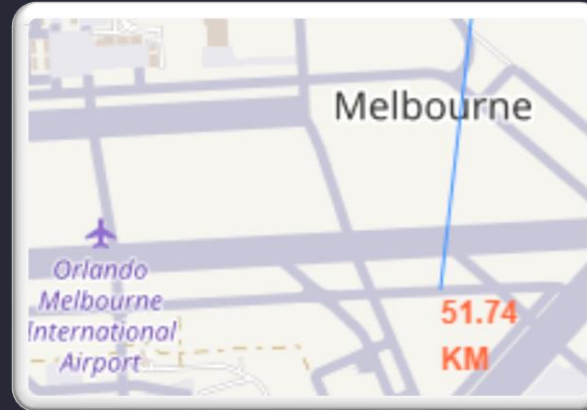 Melbourne
Orlando
Melbourne
International
Airport
51.74
KM